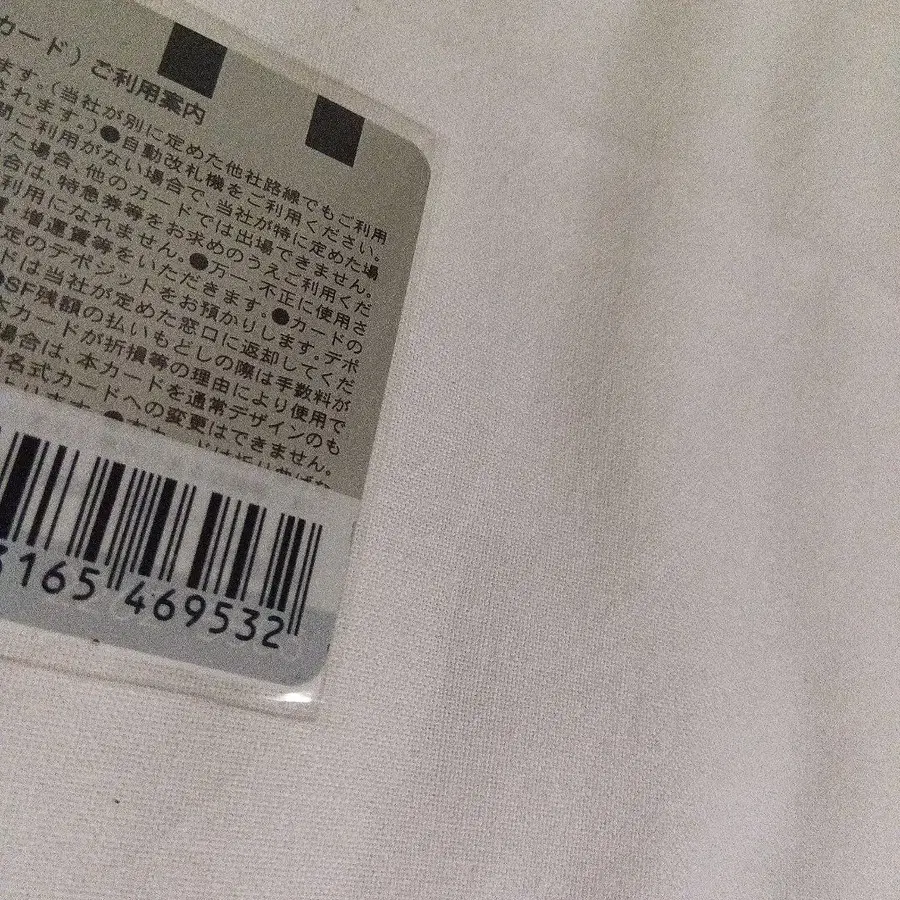 カード）ご利用案内
ます。(当社が別に定めた他社路線でもご利用
されます。)●自動改札機をご利用ください。
間ご利用がない場合で、当社が特に定めた場
た場合、他のカードでは出場できません。
合は、特急券等をお求めのうえご利用くだ
利用になれません。●万一、不正に使用さ
・増運賃等をいただきます。●カードの
定のデポジットをお預かりします。デポ
ドは当社が定めた窓口に返却してくだ
●SF残額の払いもどしの際は手数料が
本カードが折損等の理由により使用で
場合は、本カードを通常デザインのも
名式カードへの変更はできません。
165 469532